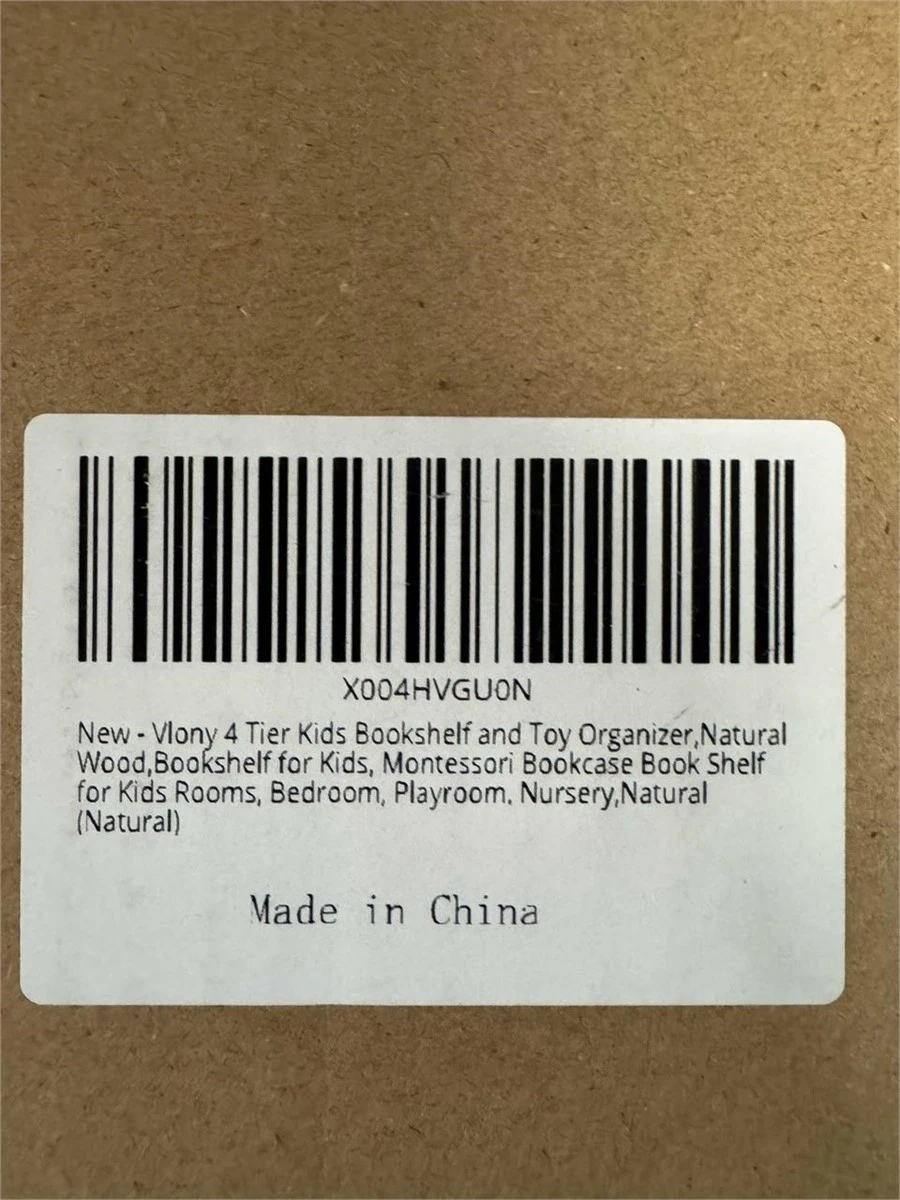 X004HVGU0N
New - Vlony 4 Tier Kids Bookshelf and Toy Organizer,Natural
Wood,Bookshelf for Kids, Montessori Bookcase Book Shelf
for Kids Rooms, Bedroom, Playroom, Nursery,Natural
(Natural)
Made in China